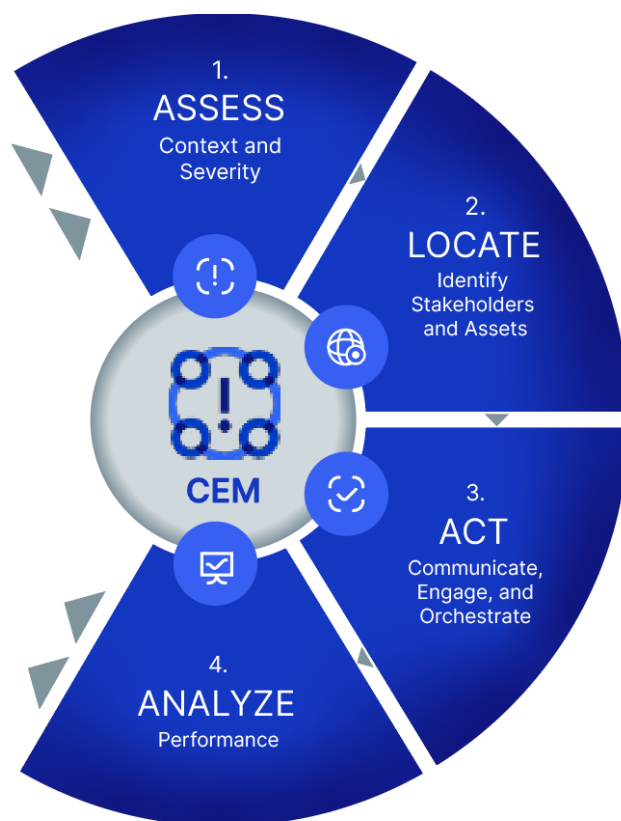 1.
ASSESS
Context and
Severity
2.
LOCATE
Identify
Stakeholders
and Assets
CEM
3.
ACT
Communicate,
Engage, and
Orchestrate
4.
ANALYZE
Performance